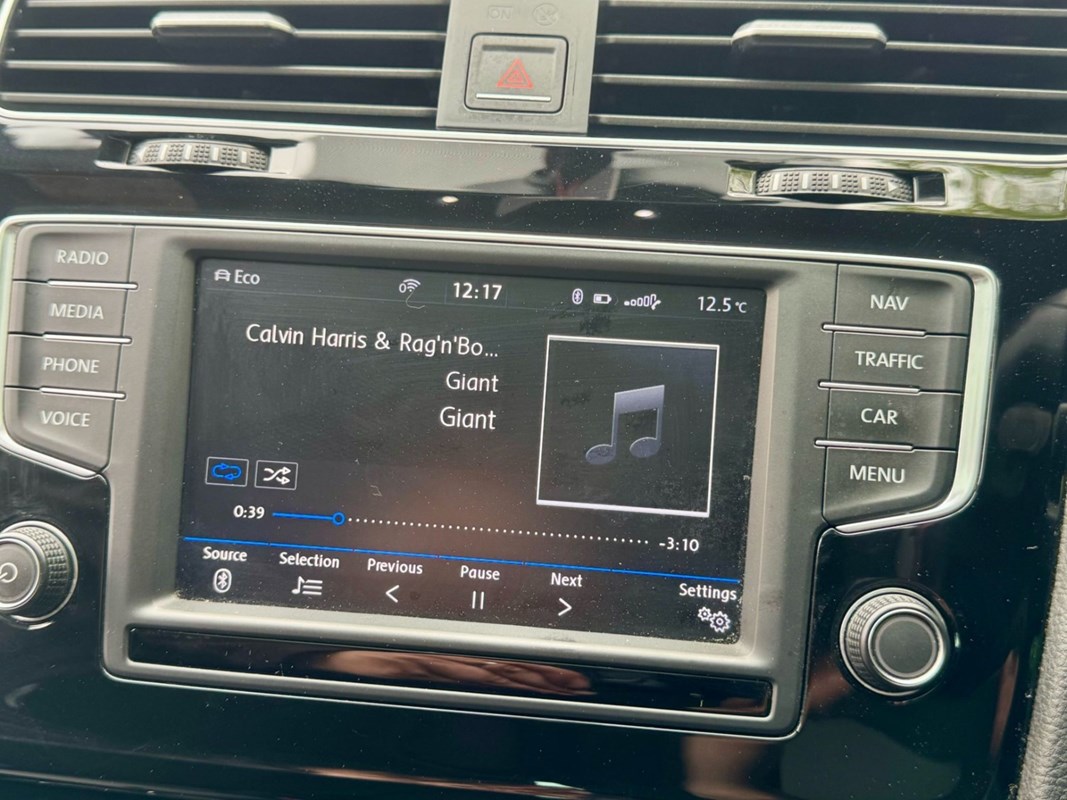 ON
RADIO
MEDIA
PHONE
VOICE
Eco
12:17
12.5 °C
Calvin Harris & Rag'n'Bo...
Giant
Giant
0:39
-3:10
Source
Selection
Previous
Pause
Next
Settings
NAV
TRAFFIC
CAR
MENU